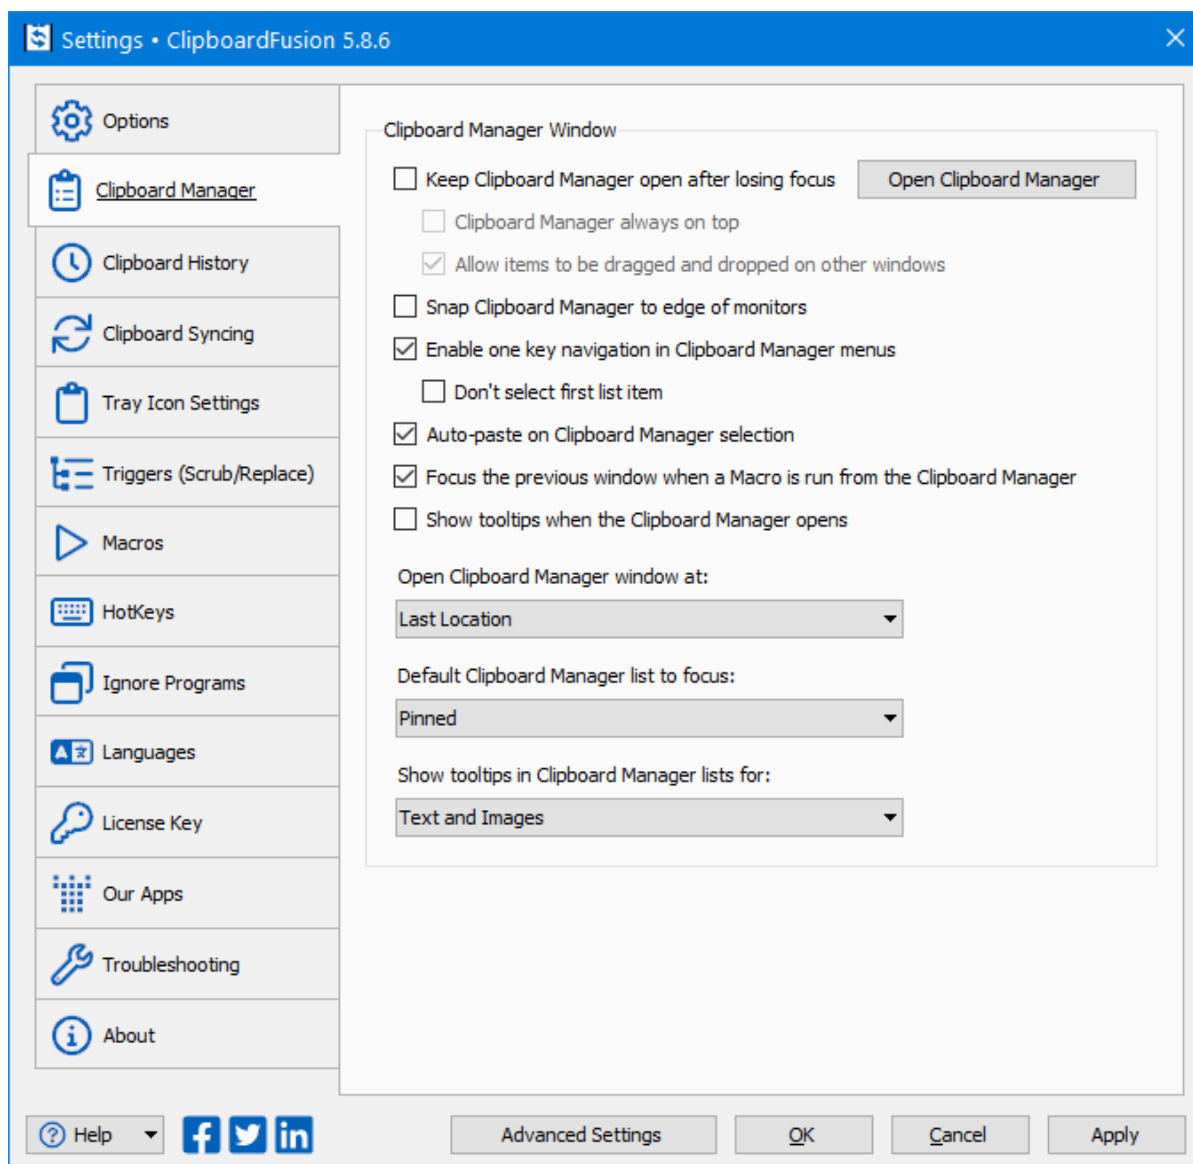 Settings • ClipboardFusion 5.8.6
Options
Clipboard Manager
Clipboard History
Clipboard Syncing
Tray Icon Settings
Triggers (Scrub/Replace)
Macros
HotKeys
Ignore Programs
Languages
License Key
Our Apps
Troubleshooting
About
Clipboard Manager Window
Keep Clipboard Manager open after losing focus
Open Clipboard Manager
Clipboard Manager always on top
Allow items to be dragged and dropped on other windows
Snap Clipboard Manager to edge of monitors
Enable one key navigation in Clipboard Manager menus
Don't select first list item
Auto-paste on Clipboard Manager selection
Focus the previous window when a Macro is run from the Clipboard Manager
Show tooltips when the Clipboard Manager opens
Open Clipboard Manager window at:
Last Location
Default Clipboard Manager list to focus:
Pinned
Show tooltips in Clipboard Manager lists for:
Text and Images
Help
Advanced Settings
OK
Cancel
Apply